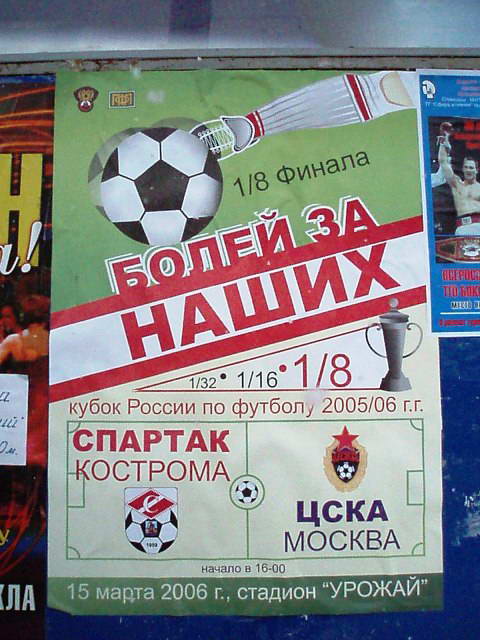 1/8 Финала
БОЛЕЙ ЗА
НАШИХ
1/32 • 1/16 • 1/8
кубок России по футболу 2005/06 г.г.
СПАРТАК
КОСТРОМА
1959
ЦСКА
МОСКВА
начало в 16-00
15 марта 2006 г., стадион "УРОЖАЙ"